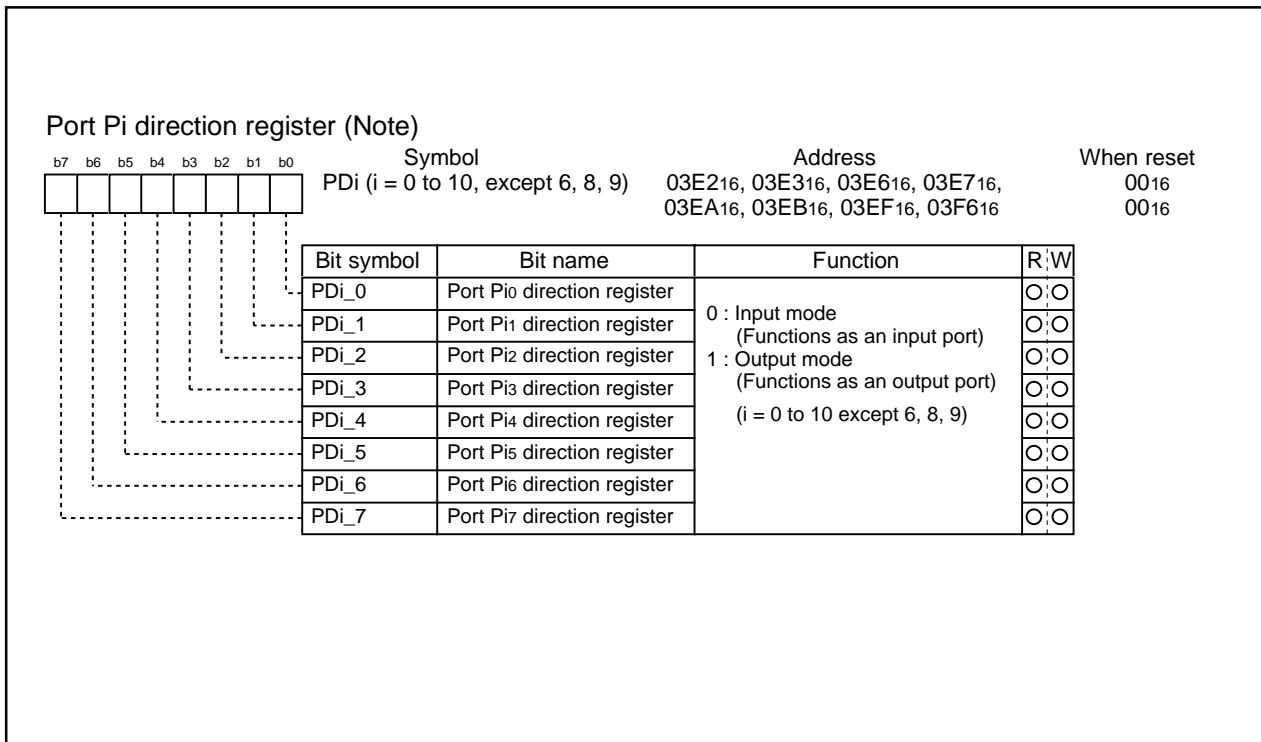 Port Pi direction register (Note)
b7 b6 b5 b4 b3 b2 b1 b0
Symbol Address When reset
PDi (i = 0 to 10, except 6, 8, 9) 03E216, 03E316, 03E616, 03E716, 0016
03EA16, 03EB16, 03EF16, 03F616 0016
Bit symbol Bit name Function R W
PDi_0 Port Pi0 direction register
PDi_1 Port Pi1 direction register
PDi_2 Port Pi2 direction register
PDi_3 Port Pi3 direction register
PDi_4 Port Pi4 direction register
PDi_5 Port Pi5 direction register
PDi_6 Port Pi6 direction register
PDi_7 Port Pi7 direction register
0 : Input mode
(Functions as an input port)
1 : Output mode
(Functions as an output port)
(i = 0 to 10 except 6, 8, 9)